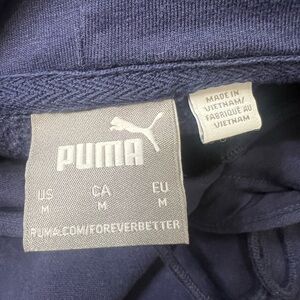 MADE IN
VIETNAM/
FABRIQUÉ AU
VIETNAM
PUMA
US CA EU
M M M
PUMA.COM/FOREVERBETTER